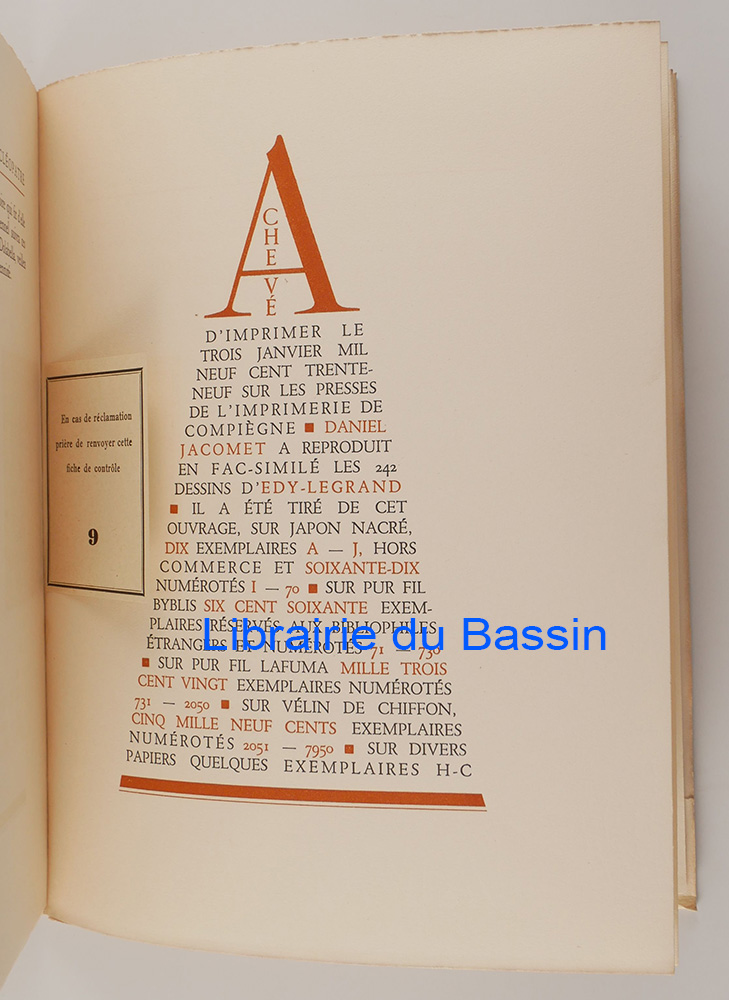 CLÉOPATRE
En cas de réclamation
prière de renvoyer cette
fiche de contrôle
9
ACHEVÉ
D'IMPRIMER LE
TROIS JANVIER MIL
NEUF CENT TRENTE-
NEUF SUR LES PRESSES
DE L'IMPRIMERIE DE
COMPIÈGNE ■ DANIEL
JACOMET A REPRODUIT
EN FAC-SIMILÉ LES 242
DESSINS D'EDY-LEGRAND
■ IL A ÉTÉ TIRÉ DE CET
OUVRAGE, SUR JAPON NACRÉ,
DIX EXEMPLAIRES A — J, HORS
COMMERCE ET SOIXANTE-DIX
NUMÉROTÉS I — 70 ■ SUR PUR FIL
BYBLIS SIX CENT SOIXANTE EXEM-
PLAIRES RÉSERVÉS AUX BIBLIOPHILES
ÉTRANGERS ET NUMÉROTÉS 71 — 730
Librairie du Bassin
■ SUR PUR FIL LAFUMA MILLE TROIS
CENT VINGT EXEMPLAIRES NUMÉROTÉS
731 — 2050 ■ SUR VÉLIN DE CHIFFON,
CINQ MILLE NEUF CENTS EXEMPLAIRES
NUMÉROTÉS 2051 — 7950 ■ SUR DIVERS
PAPIERS QUELQUES EXEMPLAIRES H-C